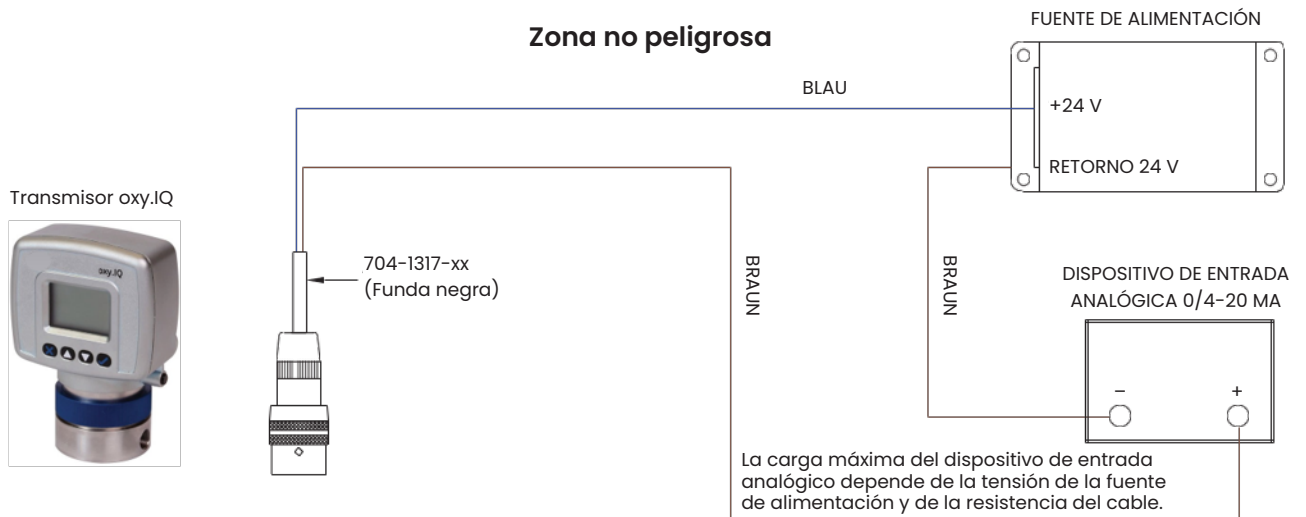 Zona no peligrosa
FUENTE DE ALIMENTACIÓN
BLAU
+24 V
RETORNO 24 V
Transmisor oxy.IQ
oxy.IQ
704-1317-xx
(Funda negra)
BRAUN
BRAUN
DISPOSITIVO DE ENTRADA
ANALÓGICA 0/4-20 MA
– +
La carga máxima del dispositivo de entrada
analógico depende de la tensión de la fuente
de alimentación y de la resistencia del cable.